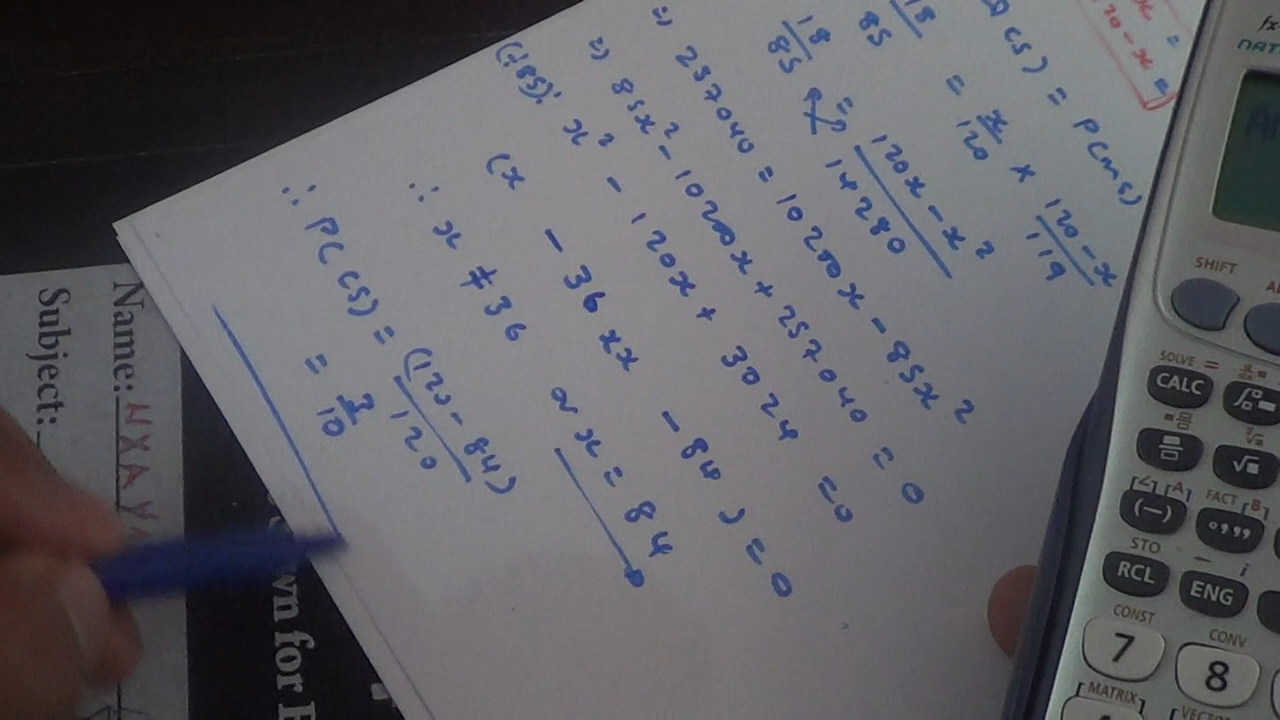 x =
120 - x =
P(CS) = P(CMS)
18/85 = x/120 × 120-x/119
18/85 = 120x - x²/14280
=) 257040 = 10200x - 85x²
=) 85x² - 10200x + 257040 = 0
(÷85): x² - 120x + 3024 = 0
(x - 36)(x - 84) = 0
∴ x ≠ 36 or x = 84
∴ P(CS) = (120 - 84)/120
= 3/10
Name:
Subject:
SHIFT
SOLVE =
CALC
(-)
FACT
B
STO
RCL
ENG
i
CONST
CONV
7
8
MATRIX